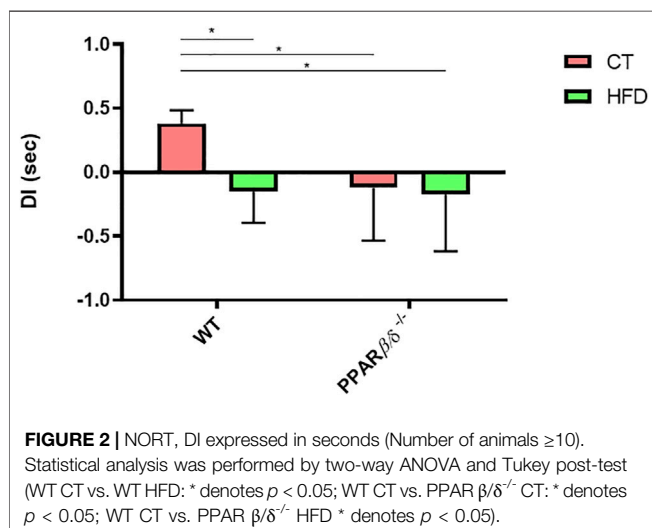 *
*
*
CT
HFD
1.0
0.5
0.0
-0.5
-1.0
DI (sec)
WT
PPARβ/δ⁻/⁻
FIGURE 2 | NORT, DI expressed in seconds (Number of animals ≥10).
Statistical analysis was performed by two-way ANOVA and Tukey post-test
(WT CT vs. WT HFD: * denotes p < 0.05; WT CT vs. PPAR β/δ⁻/⁻ CT: * denotes
p < 0.05; WT CT vs. PPAR β/δ⁻/⁻ HFD * denotes p < 0.05).